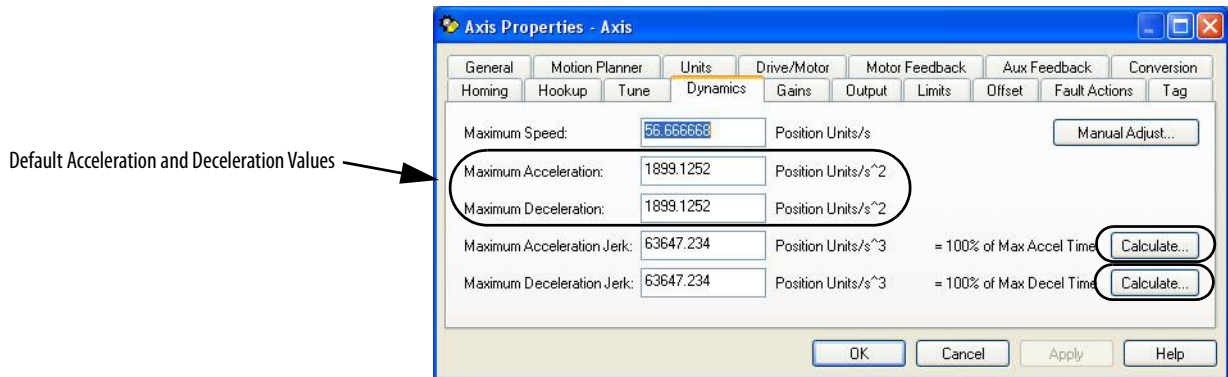 Axis Properties - Axis
General Motion Planner Units Drive/Motor Motor Feedback Aux Feedback Conversion
Homing Hookup Tune Dynamics Gains Output Limits Offset Fault Actions Tag
Maximum Speed: 56.666668 Position Units/s Manual Adjust...
Default Acceleration and Deceleration Values
Maximum Acceleration: 1899.1252 Position Units/s^2
Maximum Deceleration: 1899.1252 Position Units/s^2
Maximum Acceleration Jerk: 63647.234 Position Units/s^3 = 100% of Max Accel Time Calculate...
Maximum Deceleration Jerk: 63647.234 Position Units/s^3 = 100% of Max Decel Time Calculate...
OK Cancel Apply Help